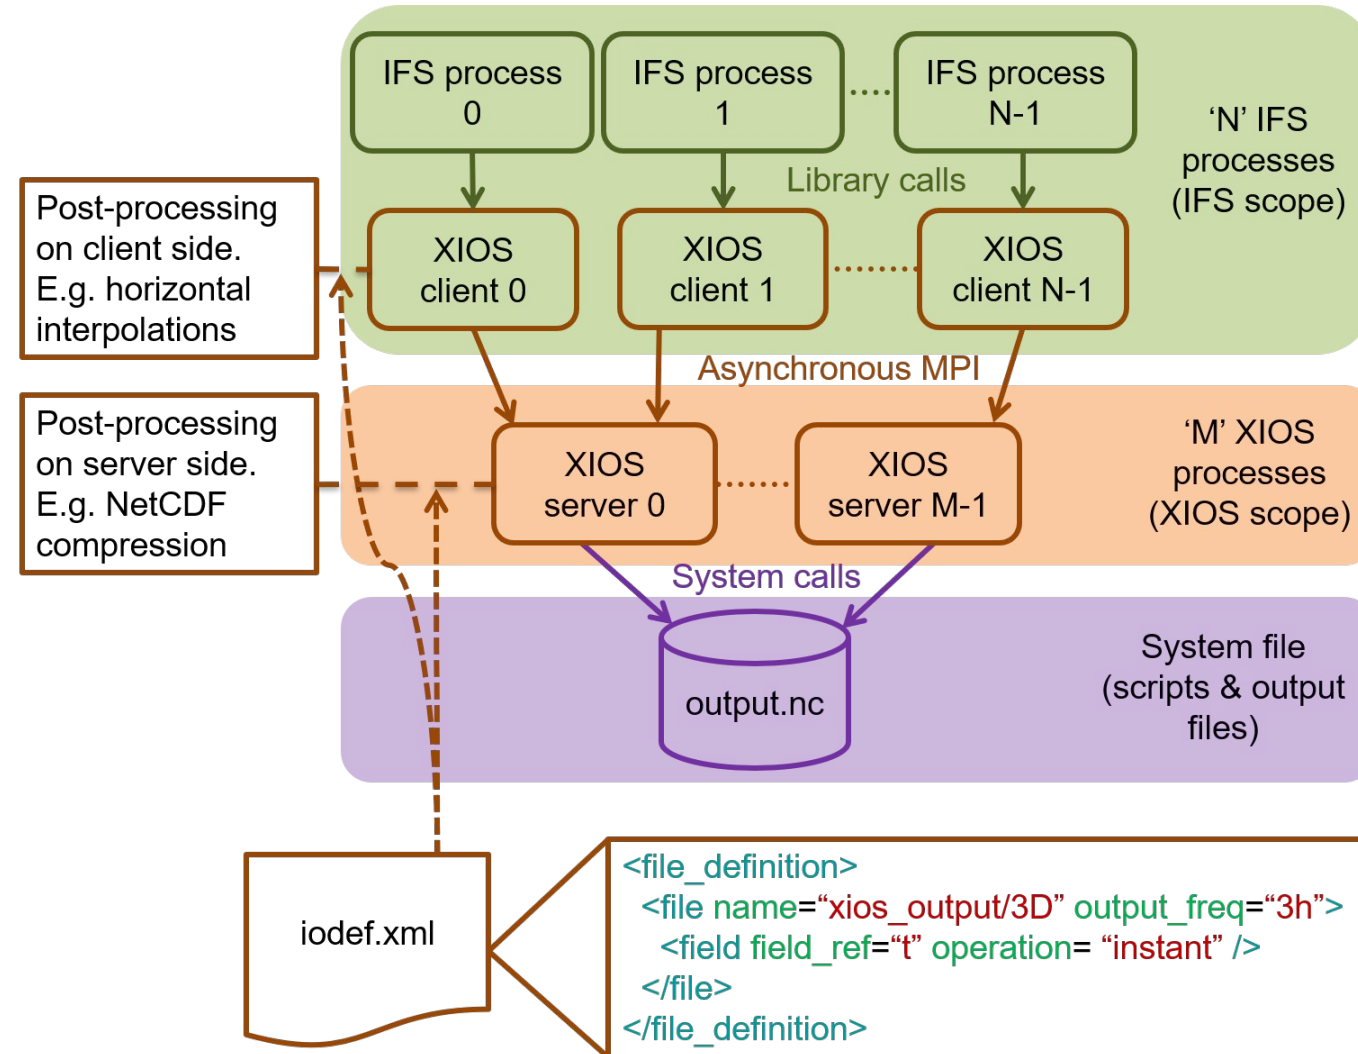 IFS process
0
IFS process
1
IFS process
N-1
‘N’ IFS
processes
(IFS scope)
Library calls
Post-processing
on client side.
E.g. horizontal
interpolations
XIOS
client 0
XIOS
client 1
XIOS
client N-1
Asynchronous MPI
Post-processing
on server side.
E.g. NetCDF
compression
XIOS
server 0
XIOS
server M-1
‘M’ XIOS
processes
(XIOS scope)
System calls
output.nc
System file
(scripts & output
files)
iodef.xml
<file_definition>
<file name=“xios_output/3D” output_freq=“3h”>
<field field_ref=“t” operation= “instant” />
</file>
</file_definition>